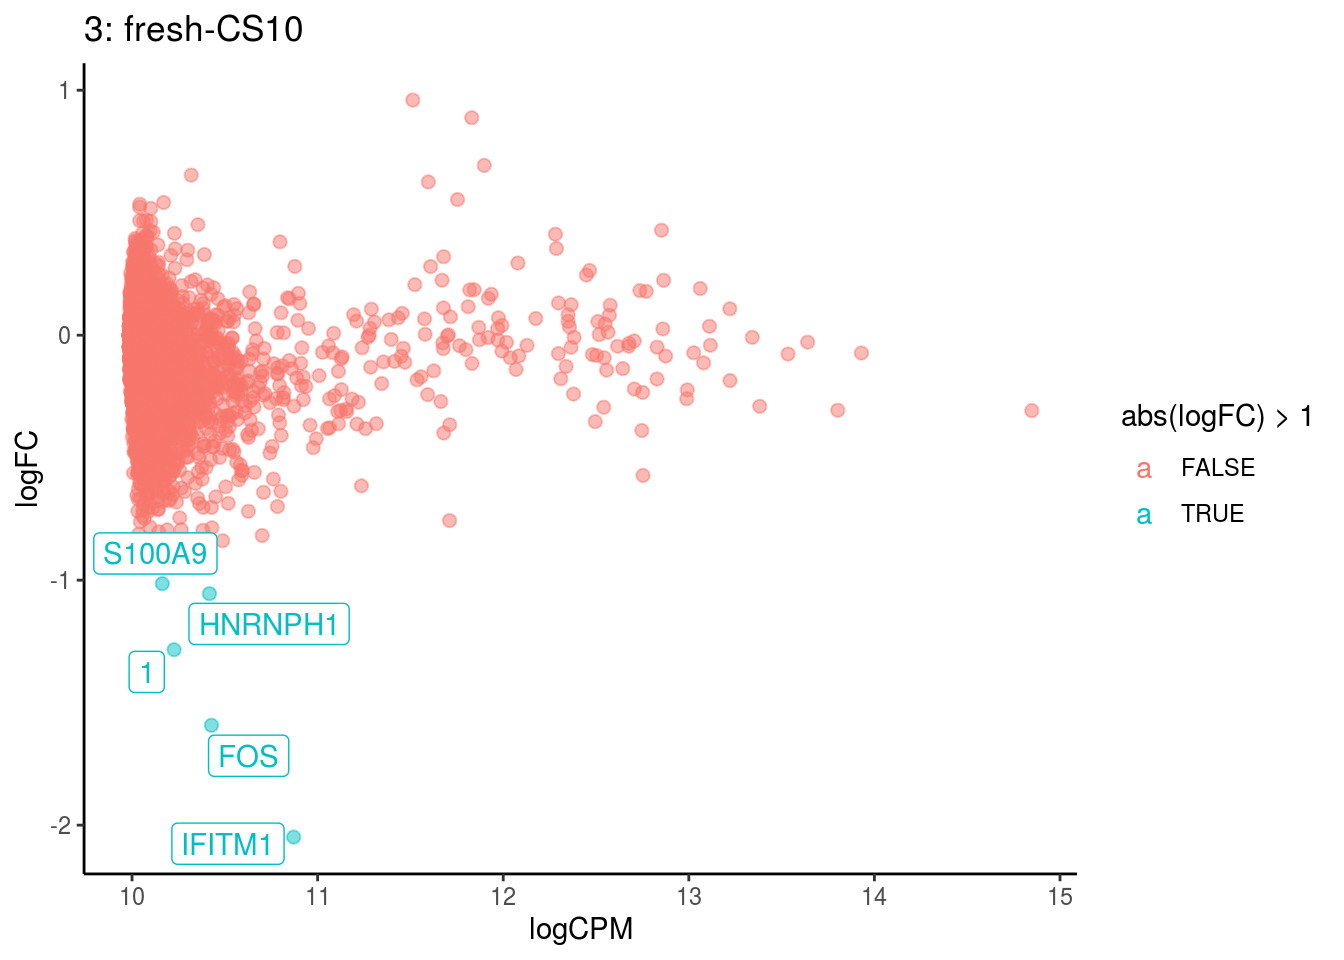 3: fresh-CS10
1
0
-1
-2
logFC
S100A9
HNRNPH1
1
FOS
IFITM1
10
11
12
13
14
15
logCPM
abs(logFC) > 1
a FALSE
a TRUE